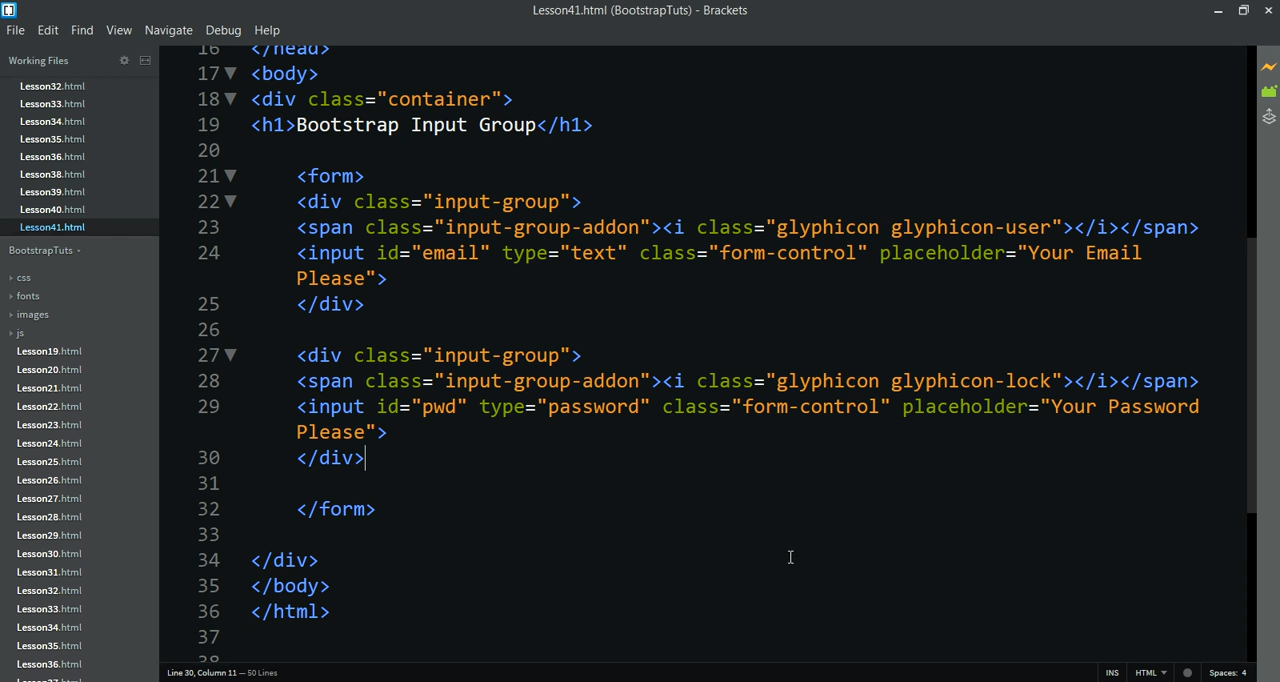 Lesson41.html (BootstrapTuts) - Brackets
File Edit Find View Navigate Debug Help
Working Files
Lesson32.html
Lesson33.html
Lesson34.html
Lesson35.html
Lesson36.html
Lesson38.html
Lesson39.html
Lesson40.html
Lesson41.html
BootstrapTuts
css
fonts
images
js
Lesson19.html
Lesson20.html
Lesson21.html
Lesson22.html
Lesson23.html
Lesson24.html
Lesson25.html
Lesson26.html
Lesson27.html
Lesson28.html
Lesson29.html
Lesson30.html
Lesson31.html
Lesson32.html
Lesson33.html
Lesson34.html
Lesson35.html
Lesson36.html
Lesson37.html
16 </head>
17 <body>
18 <div class="container">
19 <h1>Bootstrap Input Group</h1>
20
21 <form>
22 <div class="input-group">
23 <span class="input-group-addon"><i class="glyphicon glyphicon-user"></i></span>
24 <input id="email" type="text" class="form-control" placeholder="Your Email
Please">
25 </div>
26
27 <div class="input-group">
28 <span class="input-group-addon"><i class="glyphicon glyphicon-lock"></i></span>
29 <input id="pwd" type="password" class="form-control" placeholder="Your Password
Please">
30 </div>
31
32 </form>
33
34 </div>
35 </body>
36 </html>
37
38
Line 30, Column 11 — 50 Lines
INS HTML Spaces: 4